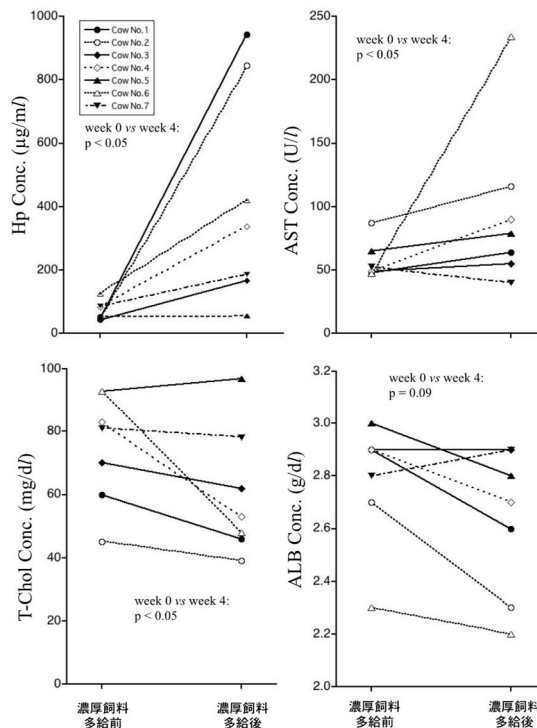 Hp Conc. (µg/ml)
1000
800
600
400
200
0
Cow No.1
Cow No.2
Cow No.3
Cow No.4
Cow No.5
Cow No.6
Cow No.7
week 0 vs week 4:
p < 0.05
AST Conc. (U/l)
250
200
150
100
50
0
week 0 vs week 4:
p < 0.05
T-Chol Conc. (mg/dl)
100
80
60
40
20
0
week 0 vs week 4:
p < 0.05
濃厚飼料
多給前
濃厚飼料
多給後
ALB Conc. (g/dl)
3.2
3.0
2.8
2.6
2.4
2.2
2.0
week 0 vs week 4:
p = 0.09
濃厚飼料
多給前
濃厚飼料
多給後